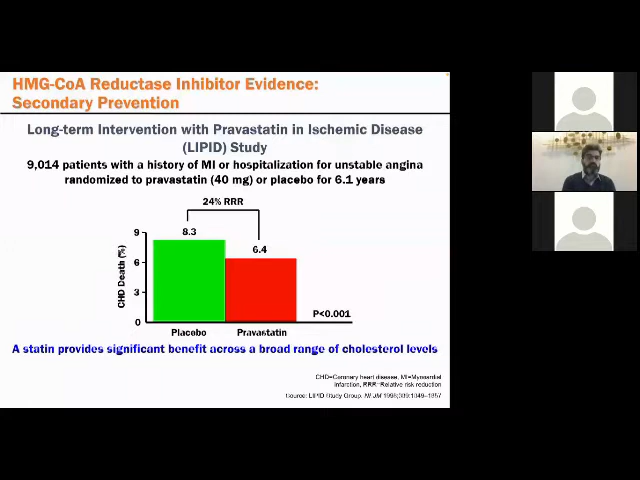 HMG-CoA Reductase Inhibitor Evidence:
Secondary Prevention
Long-term Intervention with Pravastatin in Ischemic Disease
(LIPID) Study
9,014 patients with a history of MI or hospitalization for unstable angina
randomized to pravastatin (40 mg) or placebo for 6.1 years
24% RRR
9
8.3
6.4
6
3
0
CHD Death (%)
P<0.001
Placebo
Pravastatin
A statin provides significant benefit across a broad range of cholesterol levels
CHD=Coronary heart disease, MI=Myocardial
infarction, RRR=Relative risk reduction
Source: LIPID Study Group.
1998;339:1349–1357